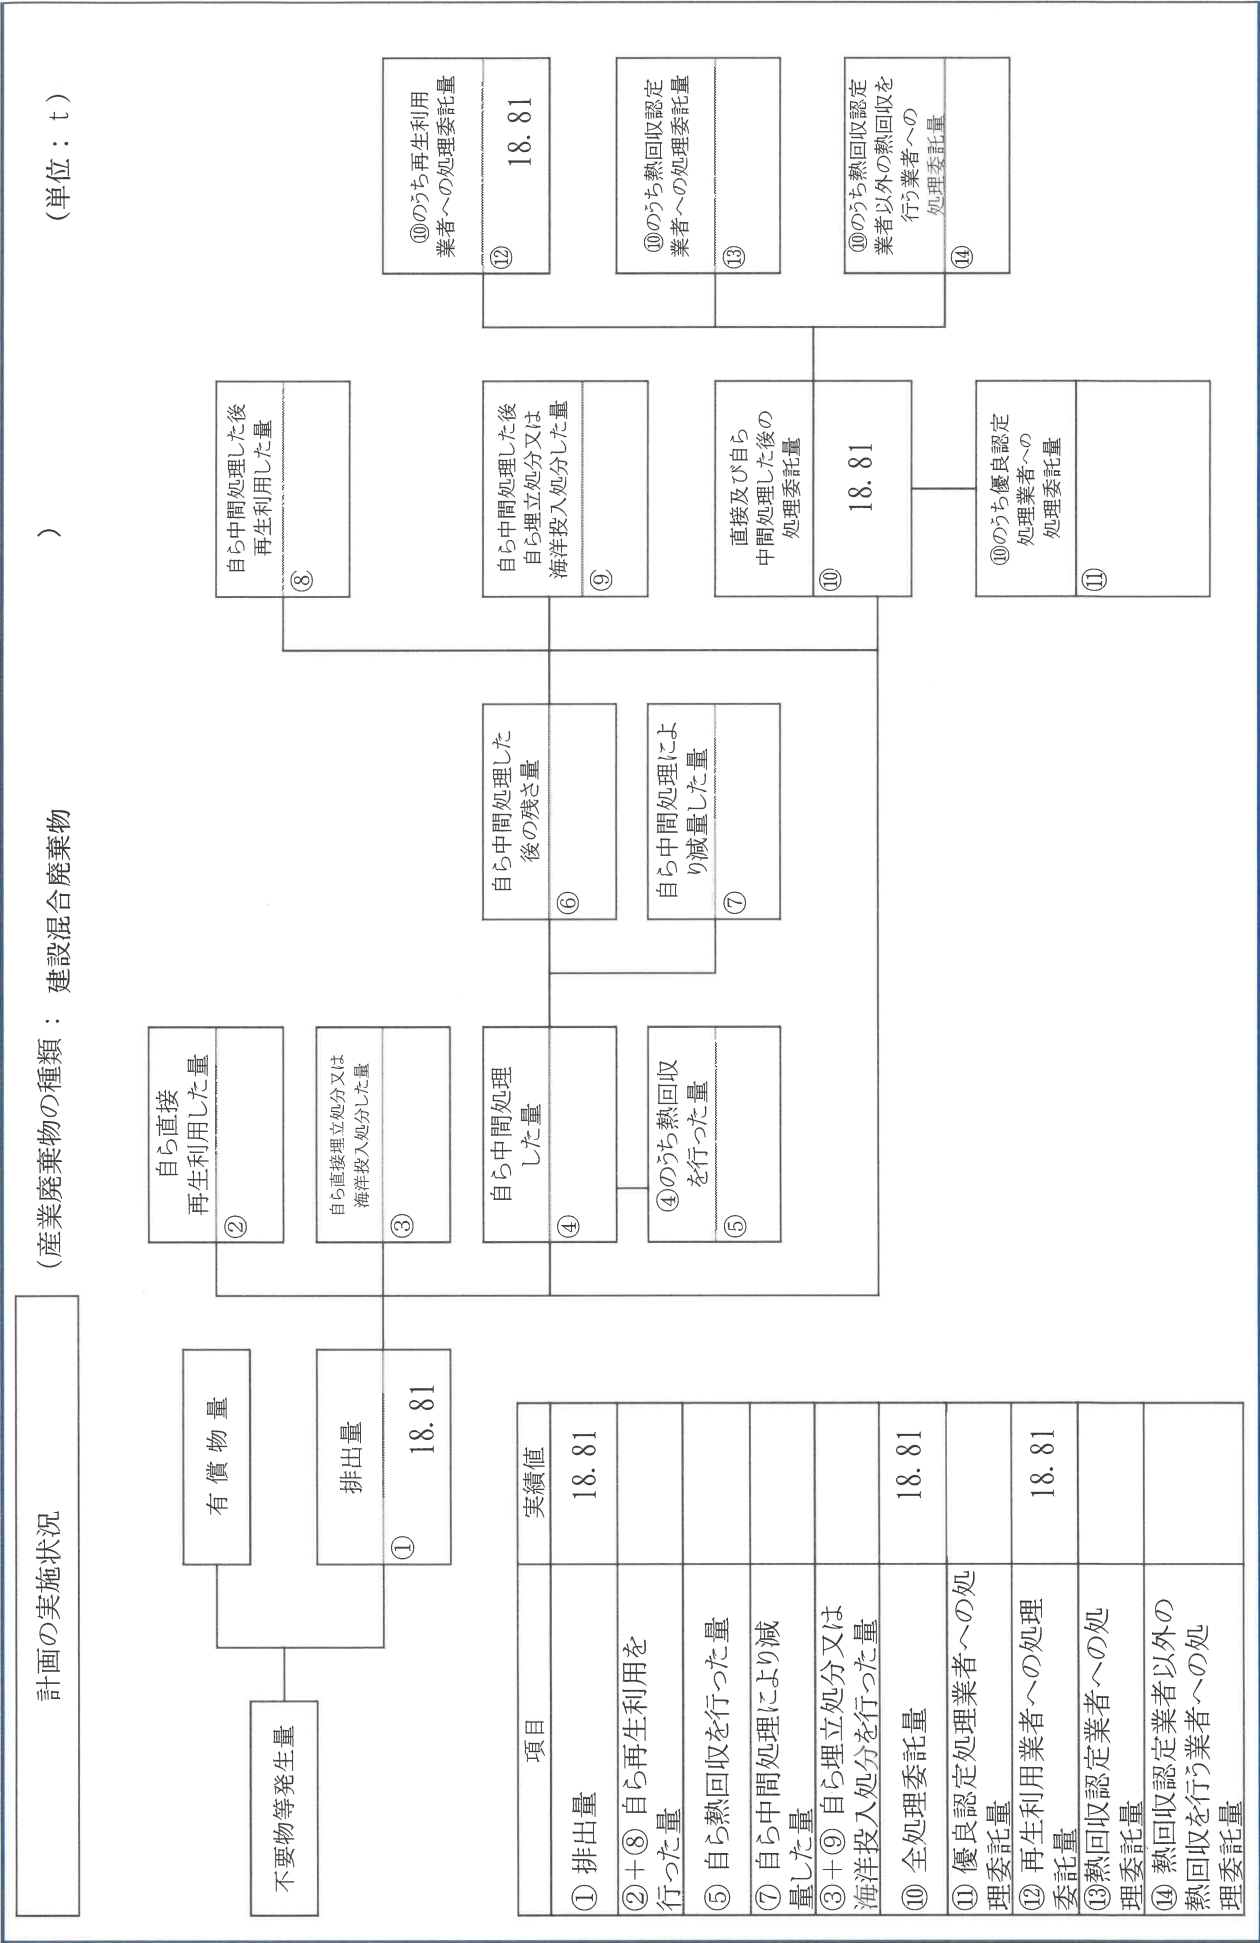 計画の実施状況
(産業廃棄物の種類： 建設混合廃棄物 )
(単位：t)
不要物等発生量
有償物量
排出量
①
18.81
自ら直接
再生利用した量
②
自ら直接埋立処分又は
海洋投入処分した量
③
自ら中間処理
した量
④
④のうち熱回収
を行った量
⑤
自ら中間処理した
後の残さ量
⑥
自ら中間処理によ
り減量した量
⑦
自ら中間処理した後
再生利用した量
⑧
自ら中間処理した後
自ら埋立処分又は
海洋投入処分した量
⑨
直接及び自ら
中間処理した後の
処理委託量
⑩
18.81
⑩のうち優良認定
処理業者への
処理委託量
⑪
⑩のうち再生利用
業者への処理委託量
⑫
18.81
⑩のうち熱回収認定
業者への処理委託量
⑬
⑩のうち熱回収認定
業者以外の熱回収を
行う業者への
処理委託量
⑭
項目 実績値
① 排出量 18.81
②＋⑧ 自ら再生利用を
行った量
⑤ 自ら熱回収を行った量
⑦ 自ら中間処理により減
量した量
③＋⑨ 自ら埋立処分又は
海洋投入処分を行った量
⑩ 全処理委託量 18.81
⑪ 優良認定処理業者への処
理委託量
⑫ 再生利用業者への処理
委託量 18.81
⑬熱回収認定業者への処
理委託量
⑭ 熱回収認定業者以外の
熱回収を行う業者への処
理委託量